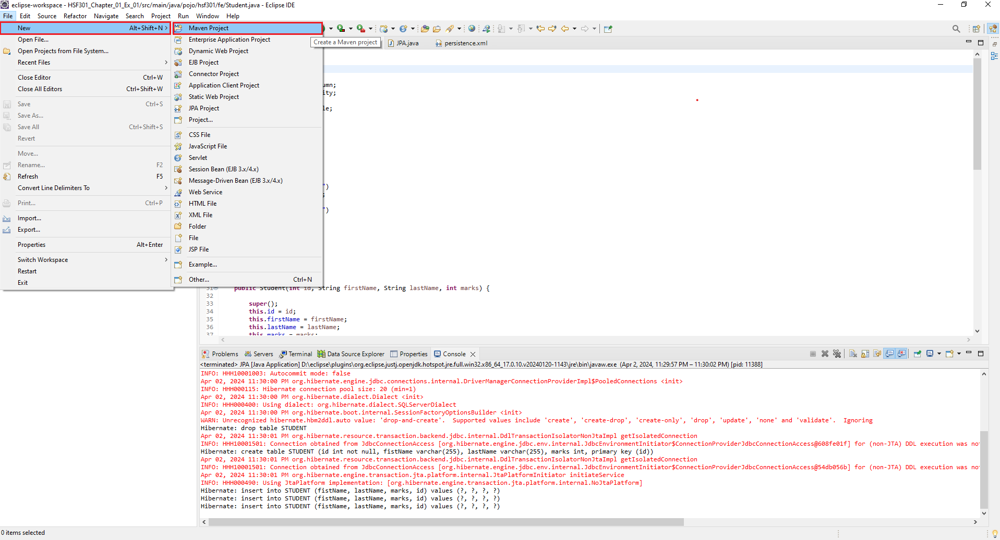 eclipse-workspace - HSF301_Chapter_01_Ex_01/src/main/java/pojo/hsf301/fe/Student.java - Eclipse IDE
File Edit Source Refactor Navigate Search Project Run Window Help
New Alt+Shift+N
Open File...
Open Projects from File System...
Recent Files
Close Editor Ctrl+W
Close All Editors Ctrl+Shift+W
Save Ctrl+S
Save As...
Save All Ctrl+Shift+S
Revert
Move...
Rename... F2
Refresh F5
Convert Line Delimiters To
Print... Ctrl+P
Import...
Export...
Properties Alt+Enter
Switch Workspace
Restart
Exit
Maven Project
Enterprise Application Project
Dynamic Web Project
EJB Project
Connector Project
Application Client Project
Static Web Project
JPA Project
Project...
CSS File
JavaScript File
Servlet
Session Bean (EJB 3.x/4.x)
Message-Driven Bean (EJB 3.x/4.x)
Web Service
HTML File
XML File
Folder
File
JSP File
Example...
Other... Ctrl+N
Create a Maven project
JPA.java persistence.xml
umn;
ity;
le;
")
;
")
31 public Student(int id, String firstName, String lastName, int marks) {
32
33 super();
34 this.id = id;
35 this.firstName = firstName;
36 this.lastName = lastName;
37 this.marks = marks;
Problems Servers Terminal Data Source Explorer Properties Console
<terminated> JPA [Java Application] D:\eclipse\plugins\org.eclipse.justj.openjdk.hotspot.jre.full.win32.x86_64_17.0.10.v20240120-1143\jre\bin\javaw.exe (Apr 2, 2024, 11:29:57 PM – 11:30:02 PM) [pid: 11388]
INFO: HHH10001003: Autocommit mode: false
Apr 02, 2024 11:30:00 PM org.hibernate.engine.jdbc.connections.internal.DriverManagerConnectionProviderImpl$PooledConnections <init>
INFO: HHH000115: Hibernate connection pool size: 20 (min=1)
Apr 02, 2024 11:30:00 PM org.hibernate.dialect.Dialect <init>
INFO: HHH000400: Using dialect: org.hibernate.dialect.SQLServerDialect
Apr 02, 2024 11:30:00 PM org.hibernate.boot.internal.SessionFactoryOptionsBuilder <init>
WARN: Unrecognized hibernate.hbm2ddl.auto value: 'drop-and-create'.  Supported values include 'create', 'create-drop', 'create-only', 'drop', 'update', 'none' and 'validate'.  Ignoring
Hibernate: drop table STUDENT
Apr 02, 2024 11:30:01 PM org.hibernate.resource.transaction.backend.jdbc.internal.DdlTransactionIsolatorNonJtaImpl getIsolatedConnection
INFO: HHH10001501: Connection obtained from JdbcConnectionAccess [org.hibernate.engine.jdbc.env.internal.JdbcEnvironmentInitiator$ConnectionProviderJdbcConnectionAccess@608fe01f] for (non-JTA) DDL execution was no
Hibernate: create table STUDENT (id int not null, fistName varchar(255), lastName varchar(255), marks int, primary key (id))
Apr 02, 2024 11:30:01 PM org.hibernate.resource.transaction.backend.jdbc.internal.DdlTransactionIsolatorNonJtaImpl getIsolatedConnection
INFO: HHH10001501: Connection obtained from JdbcConnectionAccess [org.hibernate.engine.jdbc.env.internal.JdbcEnvironmentInitiator$ConnectionProviderJdbcConnectionAccess@54db056b] for (non-JTA) DDL execution was no
Apr 02, 2024 11:30:01 PM org.hibernate.engine.transaction.jta.platform.internal.JtaPlatformInitiator initiateService
INFO: HHH000490: Using JtaPlatform implementation: [org.hibernate.engine.transaction.jta.platform.internal.NoJtaPlatform]
Hibernate: insert into STUDENT (fistName, lastName, marks, id) values (?, ?, ?, ?)
Hibernate: insert into STUDENT (fistName, lastName, marks, id) values (?, ?, ?, ?)
Hibernate: insert into STUDENT (fistName, lastName, marks, id) values (?, ?, ?, ?)
0 items selected